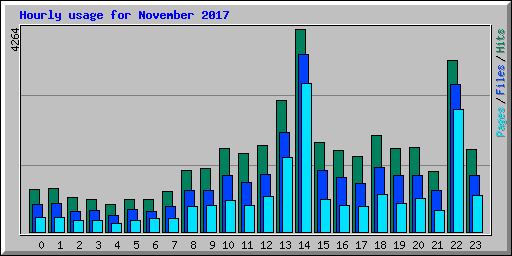 Hourly usage for November 2017
4264
Pages / Files / Hits
0 1 2 3 4 5 6 7 8 9 10 11 12 13 14 15 16 17 18 19 20 21 22 23